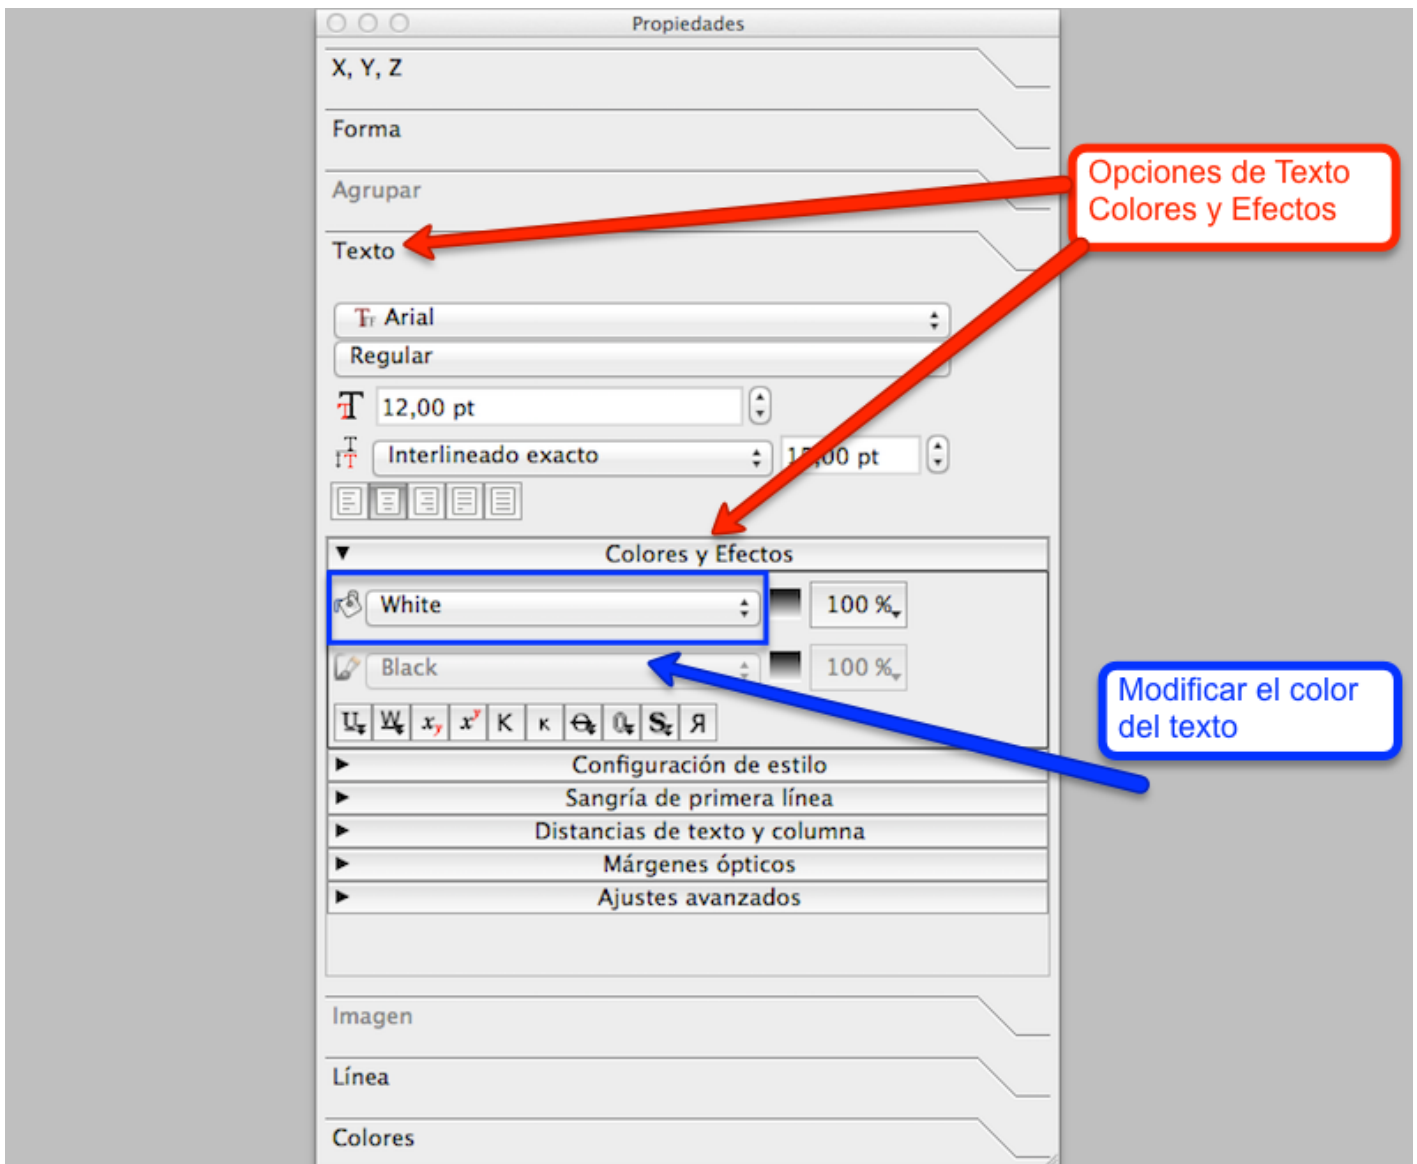 Propiedades
X, Y, Z
Forma
Agrupar
Opciones de Texto
Colores y Efectos
Texto
Arial
Regular
12,00 pt
Interlineado exacto
pt
Colores y Efectos
White 100 %
Black 100 %
Modificar el color
del texto
Configuración de estilo
Sangría de primera línea
Distancias de texto y columna
Márgenes ópticos
Ajustes avanzados
Imagen
Línea
Colores